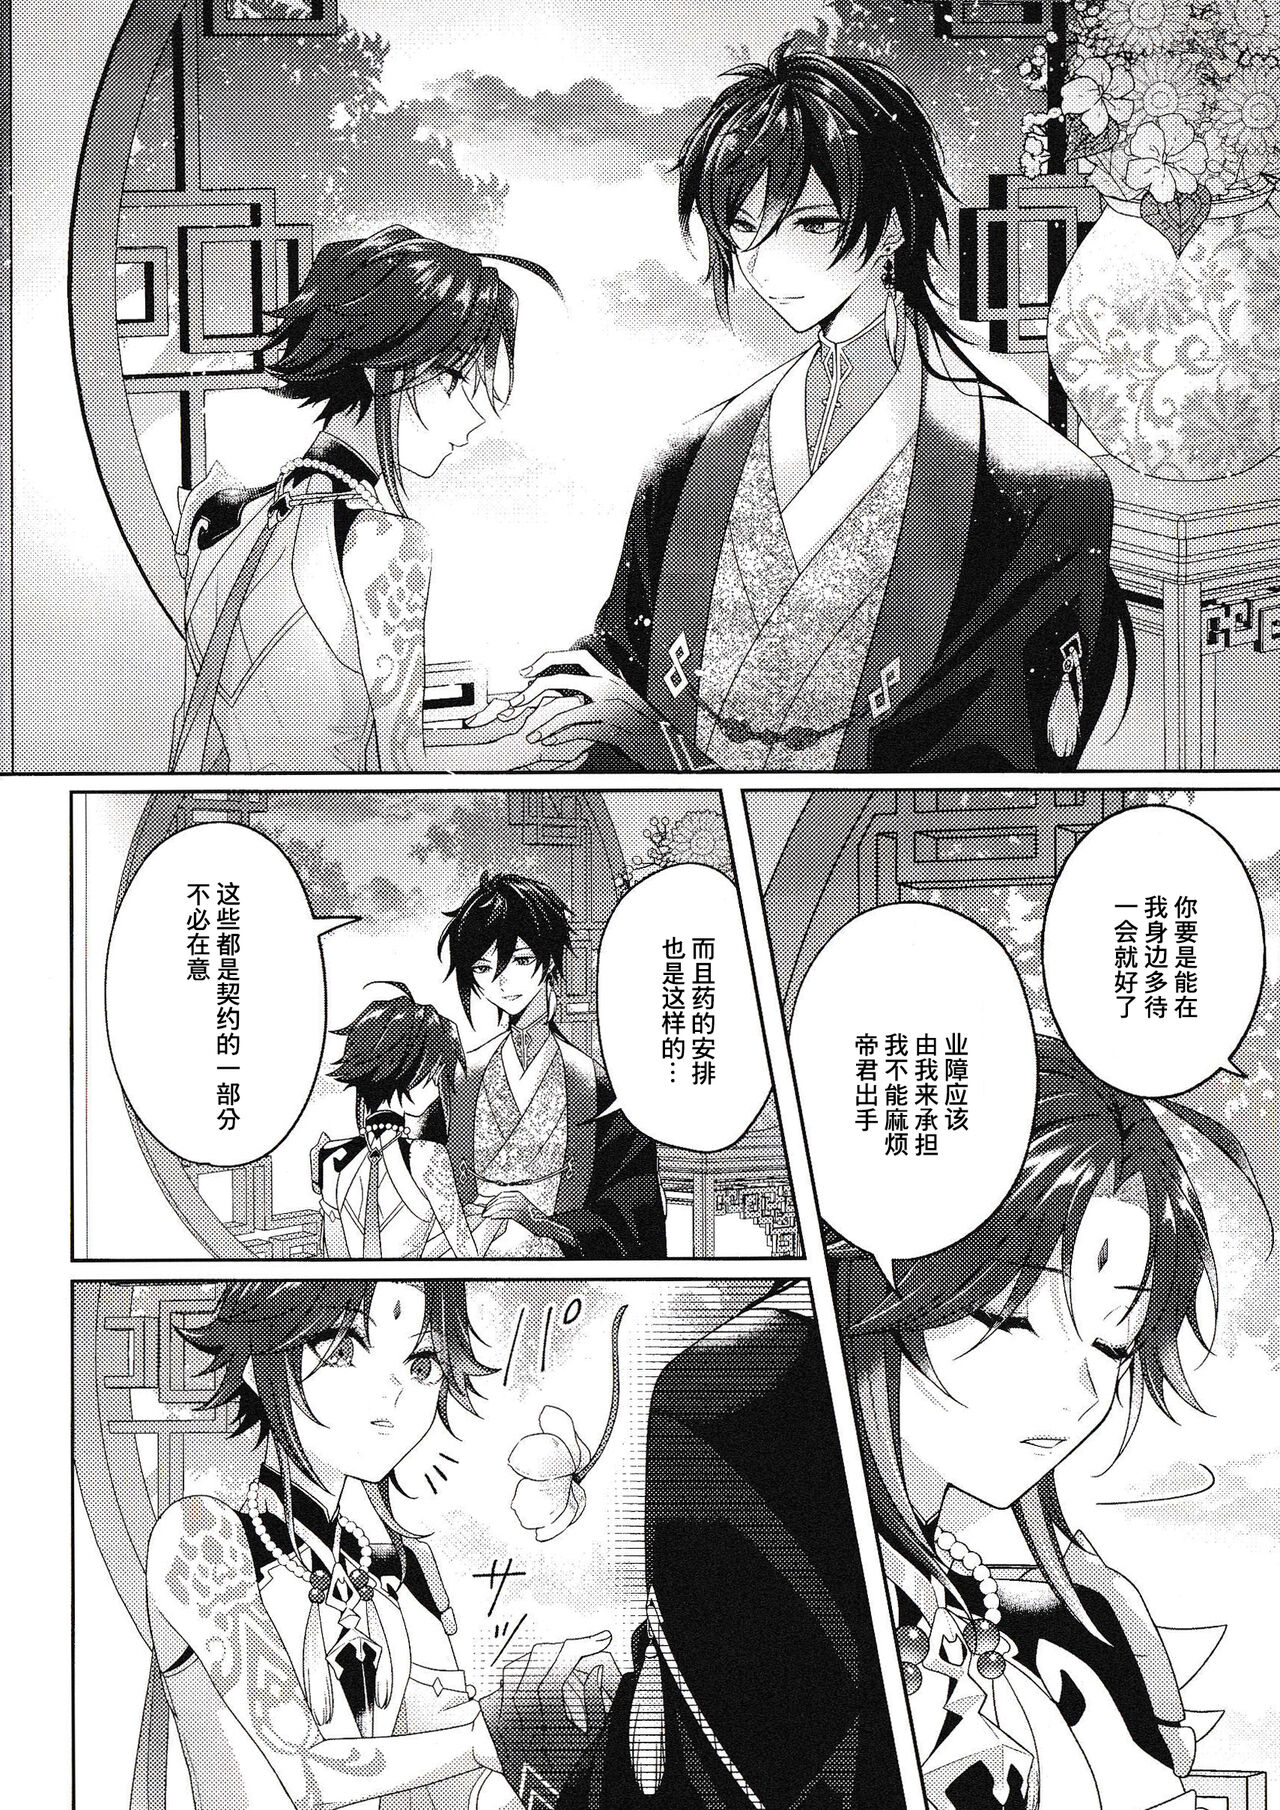 你要是能在
我身边多待
一会就好了
业障应该
由我来承担
我不能麻烦
帝君出手
而且药的安排
也是这样的…
这些都是契约的一部分
不必在意
パ
サッ